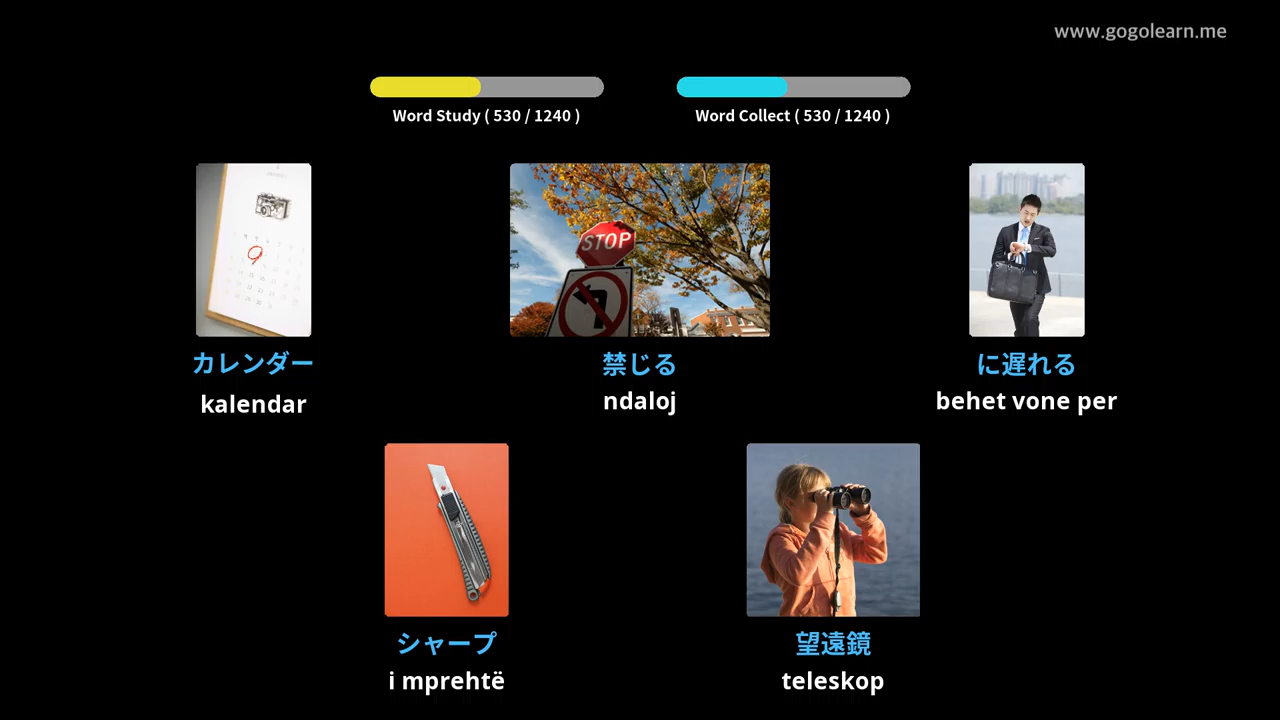 www.gogolearn.me
Word Study ( 530 / 1240 )
Word Collect ( 530 / 1240 )
STOP
カレンダー
kalendar
禁じる
ndaloj
に遅れる
behet vone per
シャープ
i mprehtë
望遠鏡
teleskop